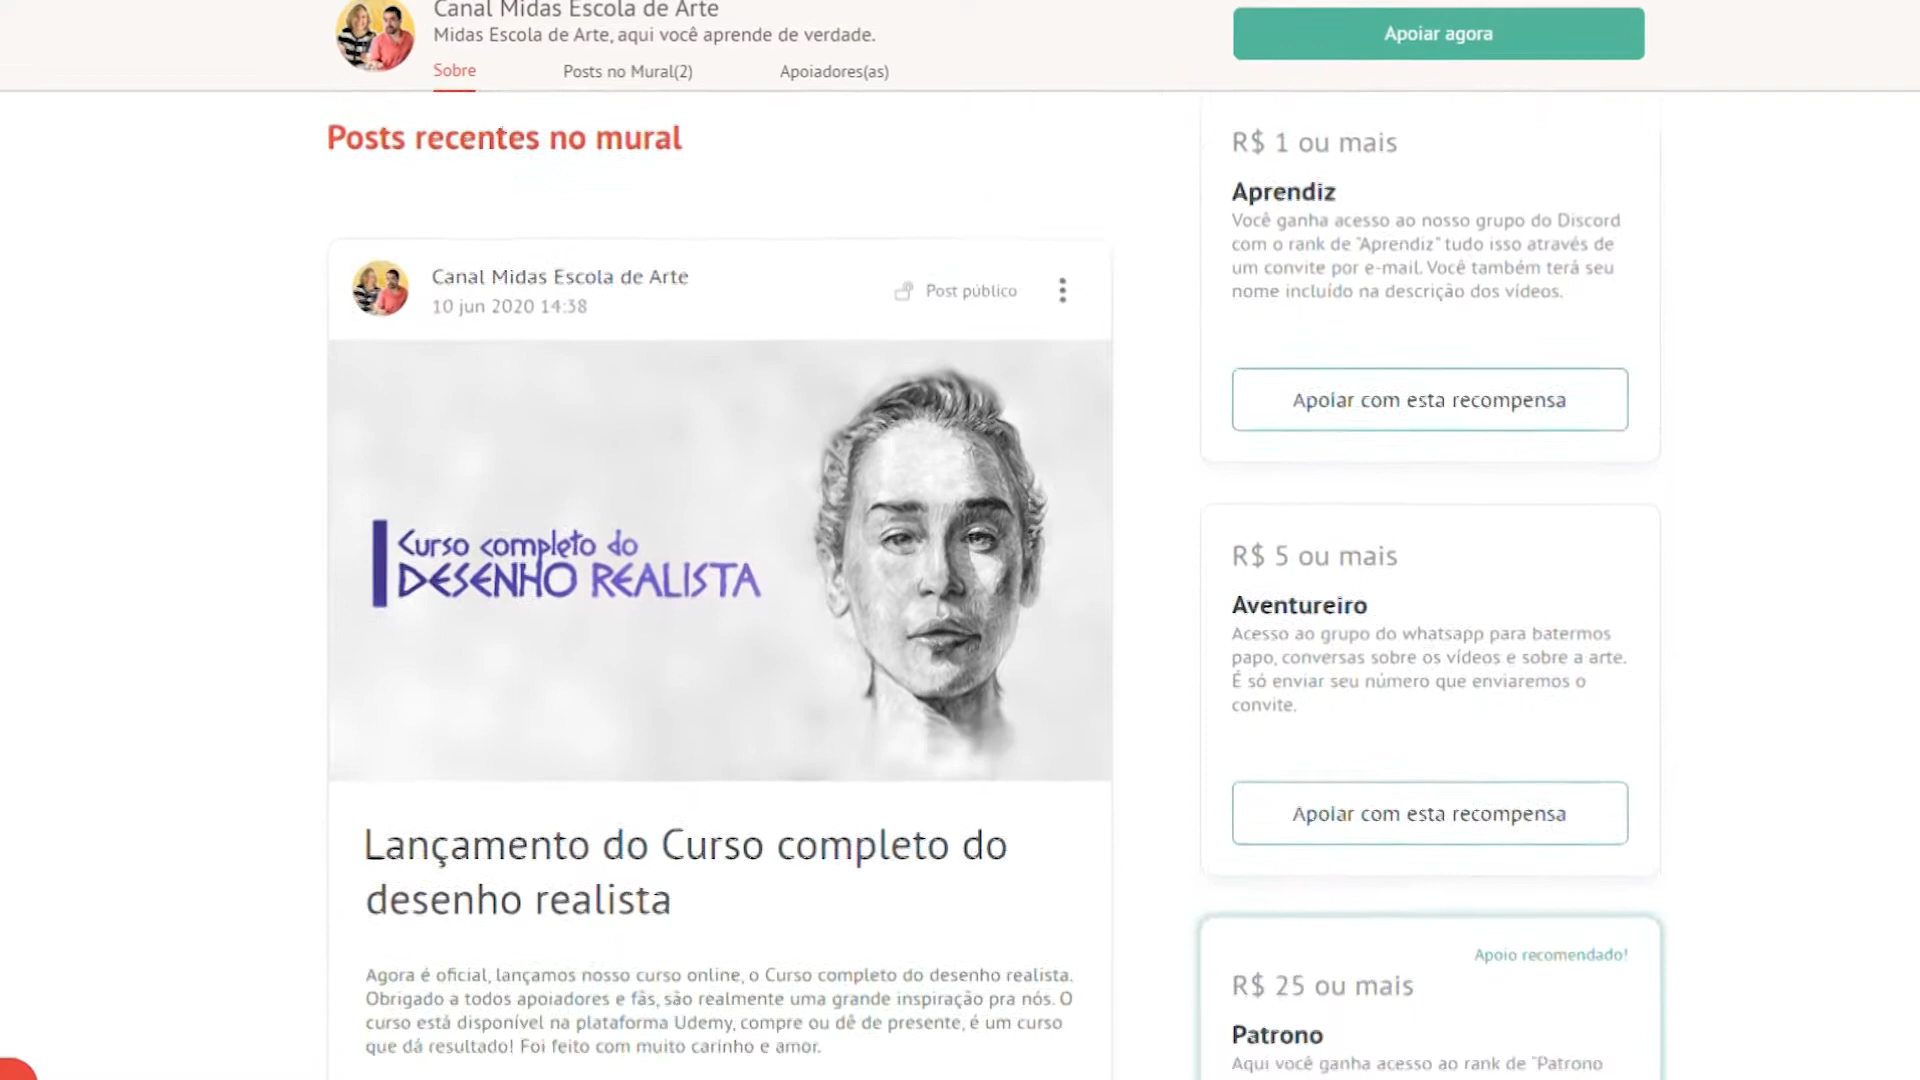 Canal Midas Escola de Arte
Midas Escola de Arte, aqui você aprende de verdade.
Sobre
Posts no Mural(2)
Apoiadores(as)
Apoiar agora
Posts recentes no mural
Canal Midas Escola de Arte
10 jun 2020 14:38
Post público
Curso completo do
DESENHO REALISTA
Lançamento do Curso completo do
desenho realista
Agora é oficial, lançamos nosso curso online, o Curso completo do desenho realista.
Obrigado a todos apoiadores e fãs, são realmente uma grande inspiração pra nós. O
curso está disponível na plataforma Udemy, compre ou dê de presente, é um curso
que dá resultado! Foi feito com muito carinho e amor.
R$ 1 ou mais
Aprendiz
Você ganha acesso ao nosso grupo do Discord
com o rank de "Aprendiz" tudo isso através de
um convite por e-mail. Você também terá seu
nome incluído na descrição dos vídeos.
Apoiar com esta recompensa
R$ 5 ou mais
Aventureiro
Acesso ao grupo do whatsapp para batermos
papo, conversas sobre os vídeos e sobre a arte.
É só enviar seu número que enviaremos o
convite.
Apoiar com esta recompensa
Apoio recomendado!
R$ 25 ou mais
Patrono
Aqui você ganha acesso ao rank de "Patrono